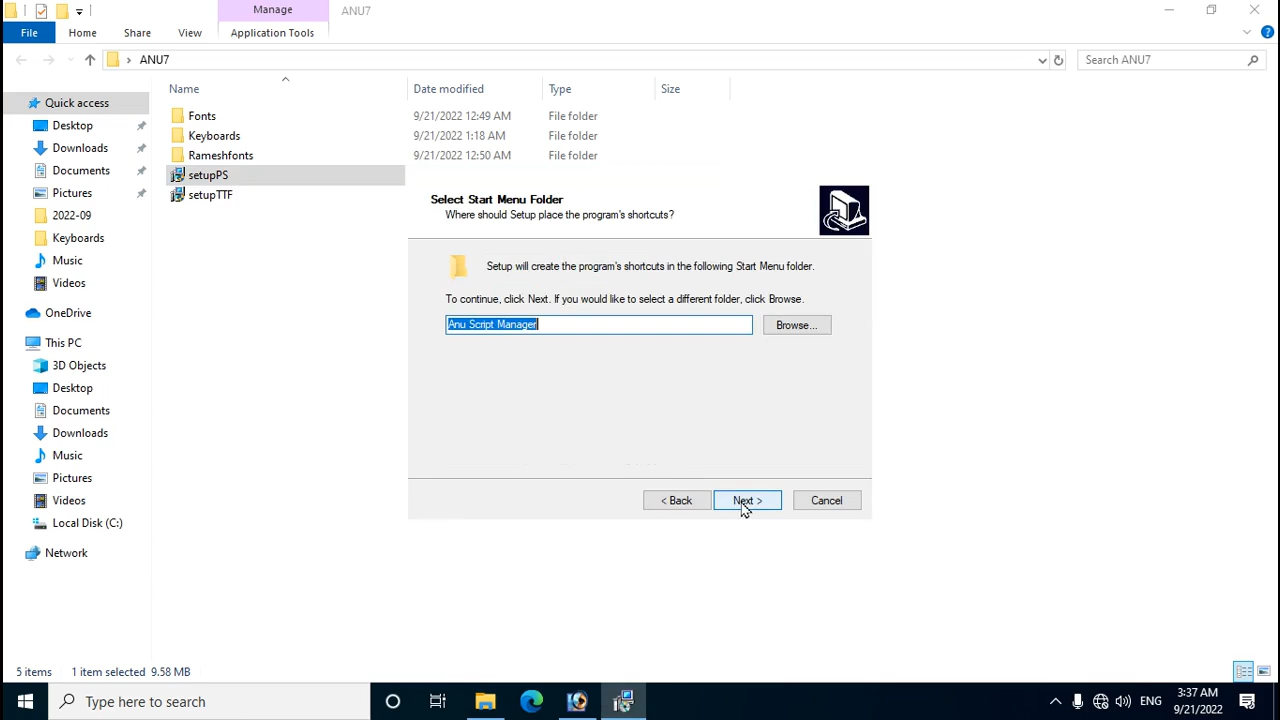 Manage
ANU7
File
Home
Share
View
Application Tools
ANU7
Search ANU7
Name
Date modified
Type
Size
Quick access
Desktop
Downloads
Documents
Pictures
2022-09
Keyboards
Music
Videos
OneDrive
This PC
3D Objects
Desktop
Documents
Downloads
Music
Pictures
Videos
Local Disk (C:)
Network
Fonts 9/21/2022 12:49 AM File folder
Keyboards 9/21/2022 1:18 AM File folder
Rameshfonts 9/21/2022 12:50 AM File folder
setupPS
setupTTF
Select Start Menu Folder
Where should Setup place the program's shortcuts?
Setup will create the program's shortcuts in the following Start Menu folder.
To continue, click Next. If you would like to select a different folder, click Browse.
Anu Script Manager
Browse...
< Back
Next >
Cancel
5 items 1 item selected 9.58 MB
Type here to search
ENG
3:37 AM
9/21/2022